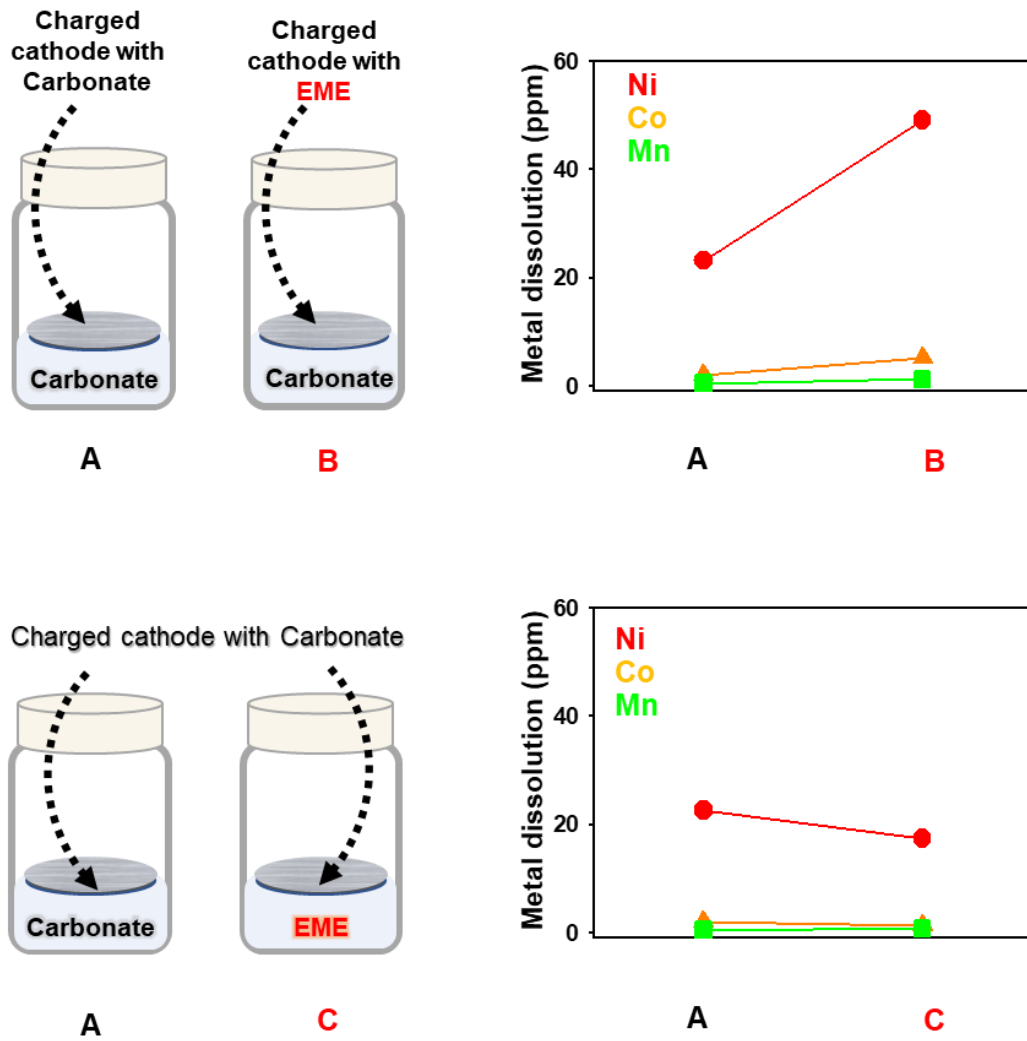 Charged
cathode with
Carbonate
Charged
cathode with
EME
Carbonate
Carbonate
A
B
Metal dissolution (ppm)
60
40
20
0
Ni
Co
Mn
A
B
Charged cathode with Carbonate
Carbonate
EME
A
C
Metal dissolution (ppm)
60
40
20
0
Ni
Co
Mn
A
C